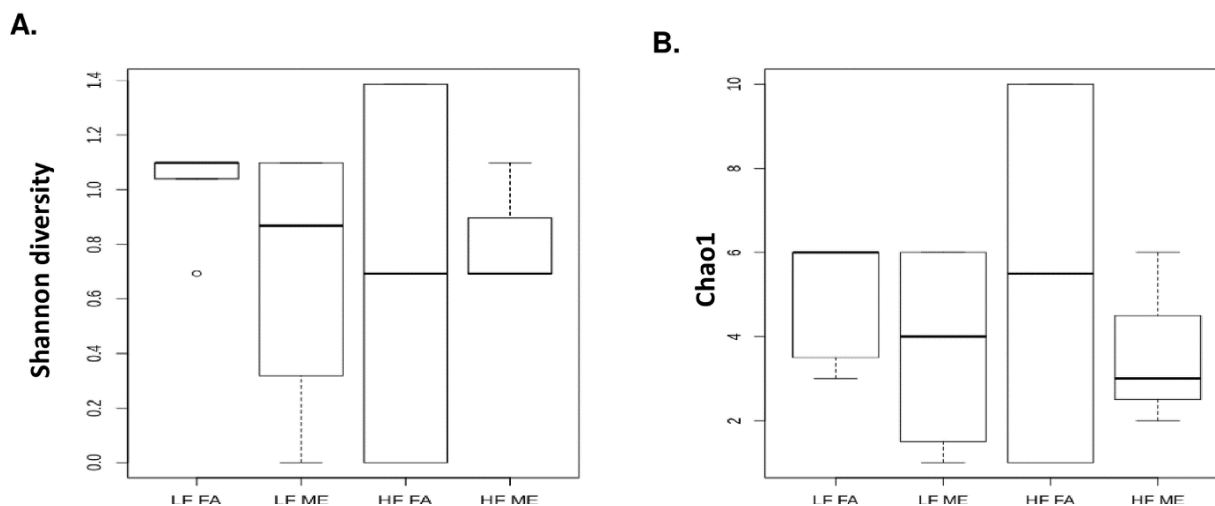 A.
Shannon diversity
1.4
1.2
1.0
0.8
0.6
0.4
0.2
0.0
LF FA LF ME HF FA HF ME
B.
Chao1
10
8
6
4
2
LF FA LF ME HF FA HF ME